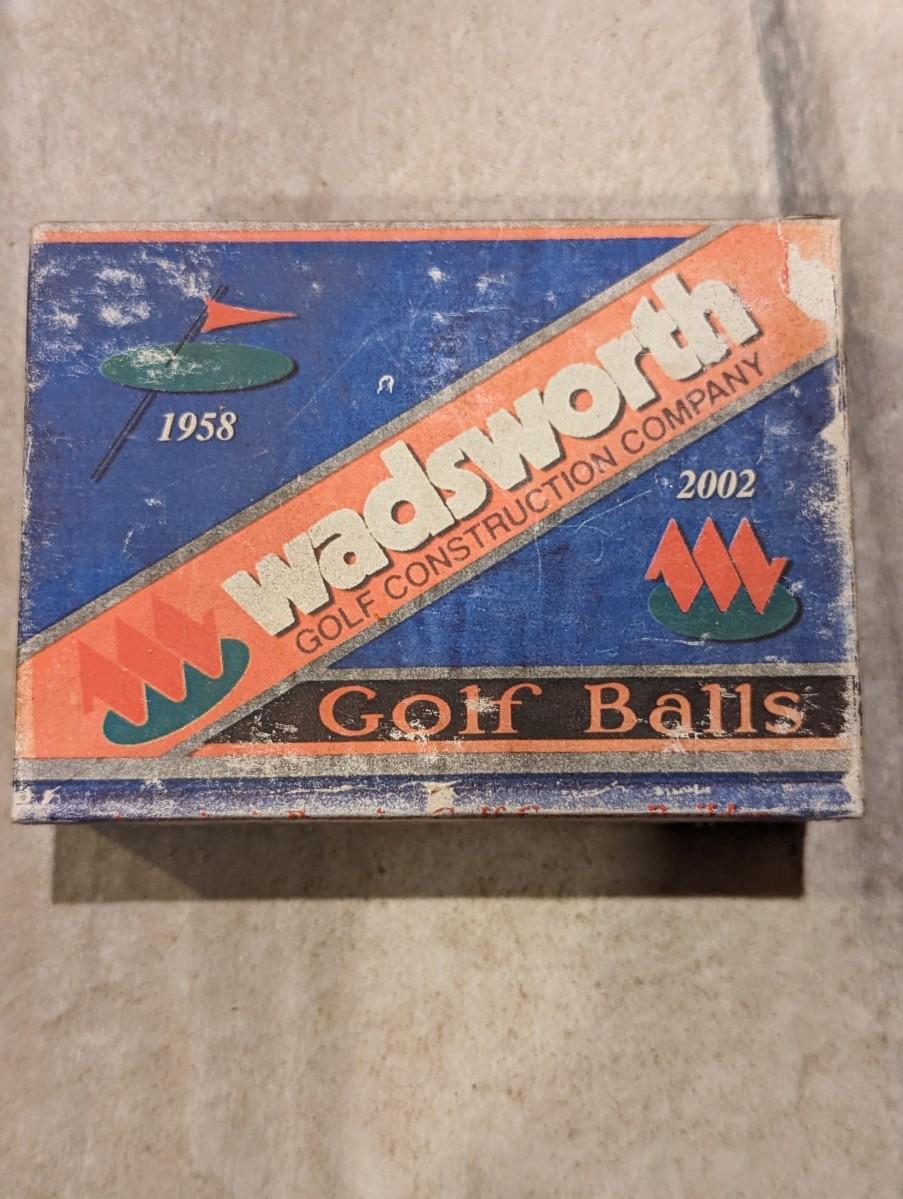 1958
wadsworth
GOLF CONSTRUCTION COMPANY
2002
Golf Balls